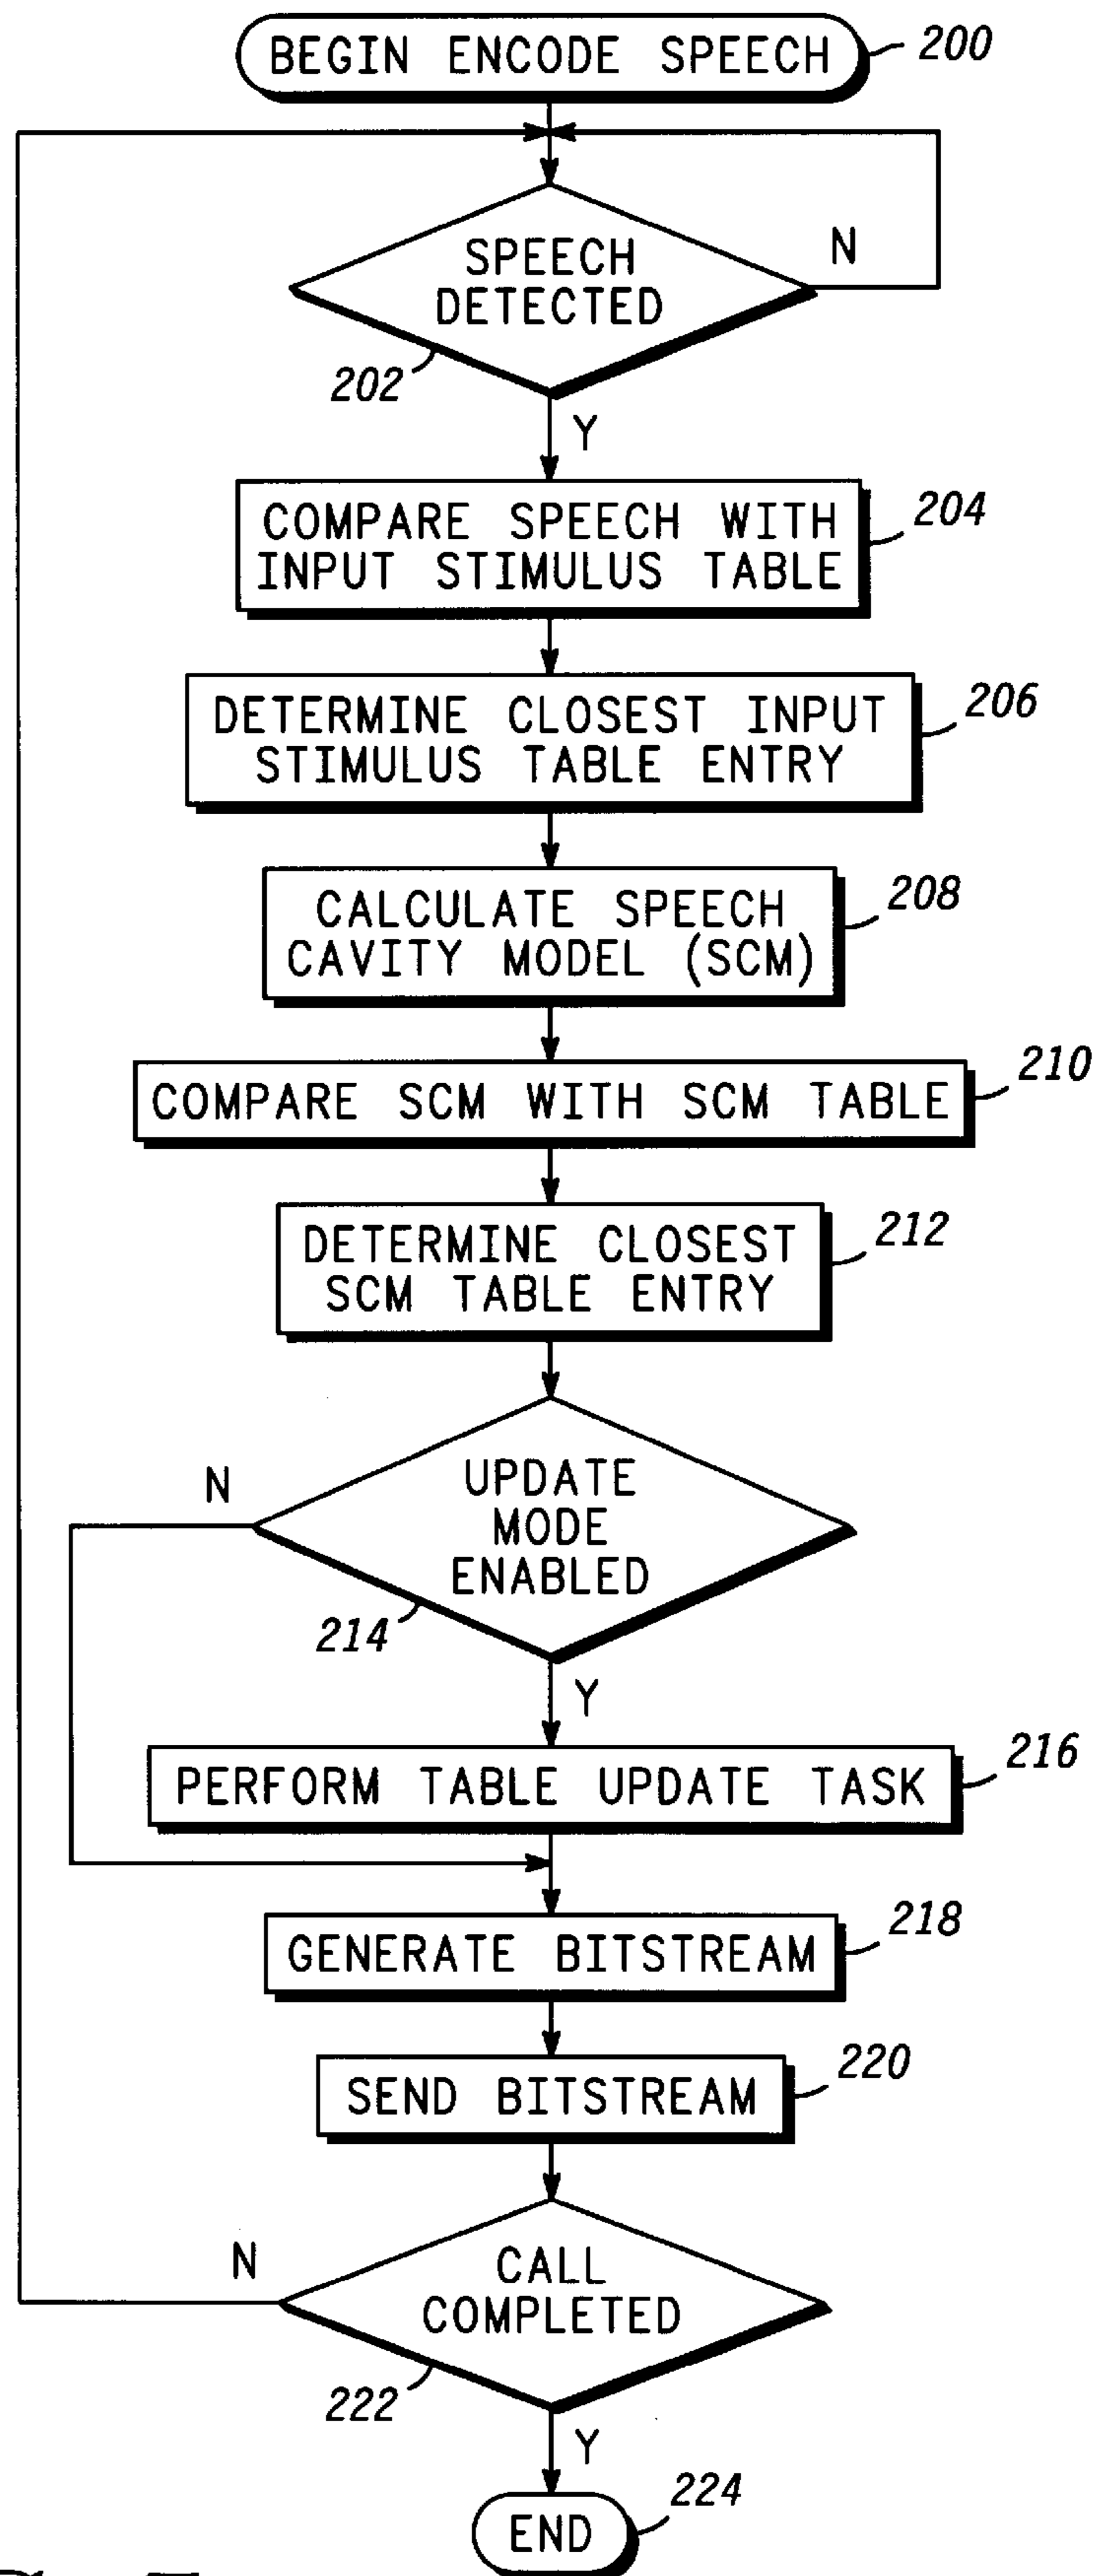 BEGIN ENCODE SPEECH
200
SPEECH
DETECTED
N
202
Y
COMPARE SPEECH WITH
INPUT STIMULUS TABLE
204
DETERMINE CLOSEST INPUT
STIMULUS TABLE ENTRY
206
CALCULATE SPEECH
CAVITY MODEL (SCM)
208
COMPARE SCM WITH SCM TABLE
210
DETERMINE CLOSEST
SCM TABLE ENTRY
212
N
UPDATE
MODE
ENABLED
214
Y
PERFORM TABLE UPDATE TASK
216
GENERATE BITSTREAM
218
SEND BITSTREAM
220
N
CALL
COMPLETED
222
Y
END
224